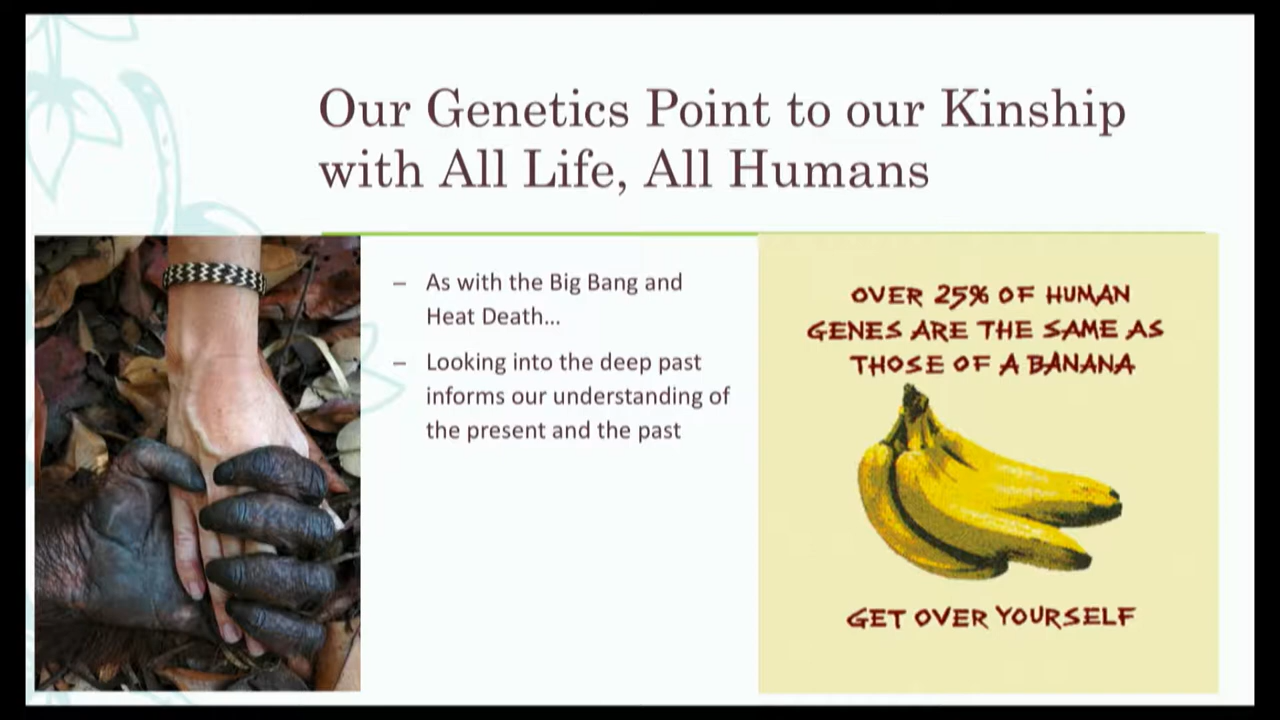 Our Genetics Point to our Kinship
with All Life, All Humans
– As with the Big Bang and
Heat Death...
– Looking into the deep past
informs our understanding of
the present and the past
OVER 25% OF HUMAN
GENES ARE THE SAME AS
THOSE OF A BANANA
GET OVER YOURSELF